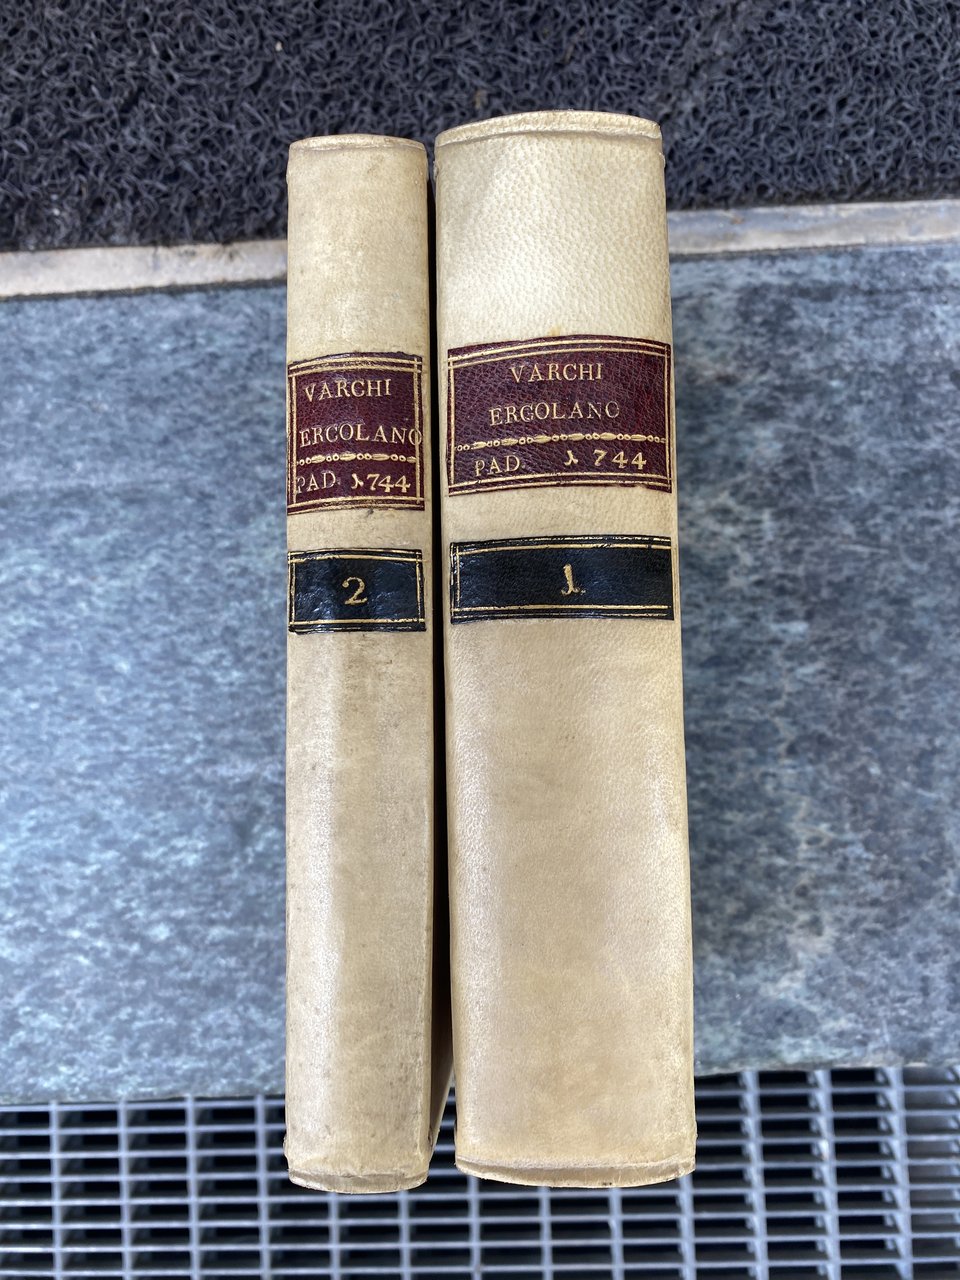 VARCHI
ERCOLANO
PAD. 1744
2
VARCHI
ERCOLANO
PAD. 1744
1